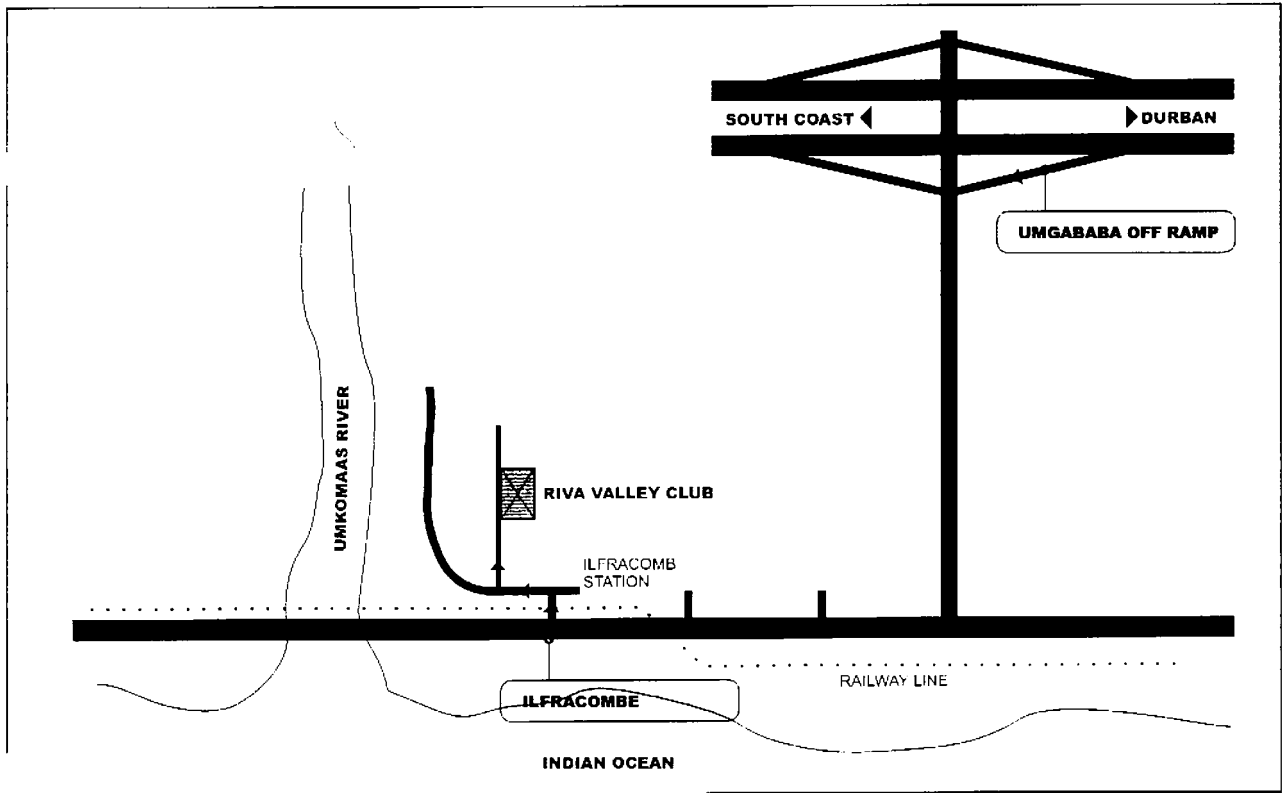 SOUTH COAST
DURBAN
UMGABABA OFF RAMP
UMKOMAAS RIVER
RIVA VALLEY CLUB
ILFRACOMB
STATION
RAILWAY LINE
ILFRACOMBE
INDIAN OCEAN